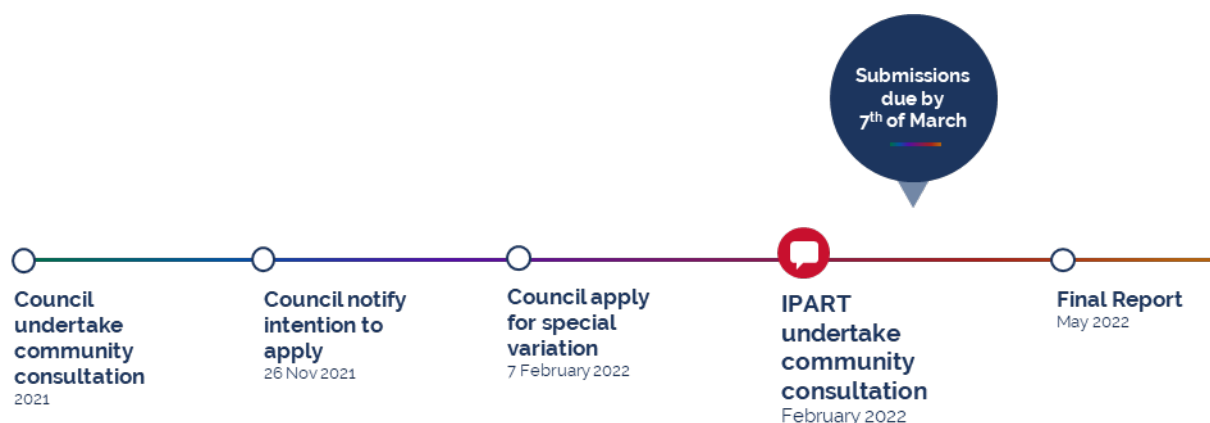 Submissions
due by
7th of March
Council
undertake
community
consultation
2021
Council notify
intention to
apply
26 Nov 2021
Council apply
for special
variation
7 February 2022
IPART
undertake
community
consultation
February 2022
Final Report
May 2022